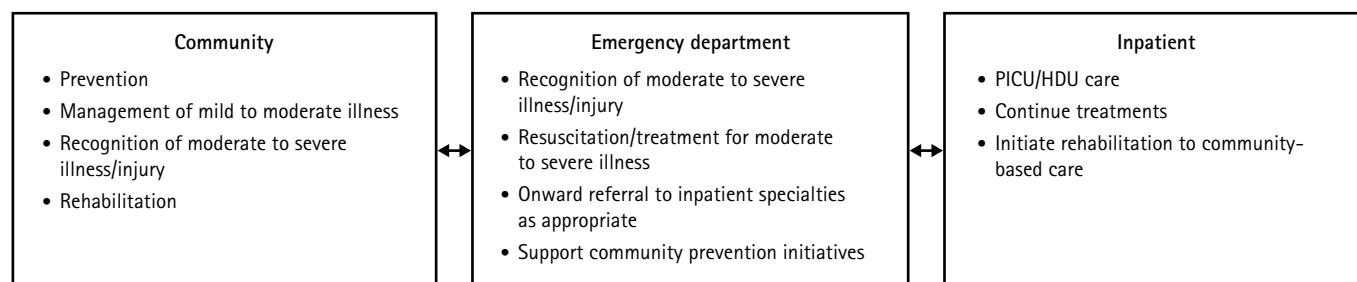 Community
• Prevention
• Management of mild to moderate illness
• Recognition of moderate to severe
illness/injury
• Rehabilitation
Emergency department
• Recognition of moderate to severe
illness/injury
• Resuscitation/treatment for moderate
to severe illness
• Onward referral to inpatient specialties
as appropriate
• Support community prevention initiatives
Inpatient
• PICU/HDU care
• Continue treatments
• Initiate rehabilitation to community-
based care